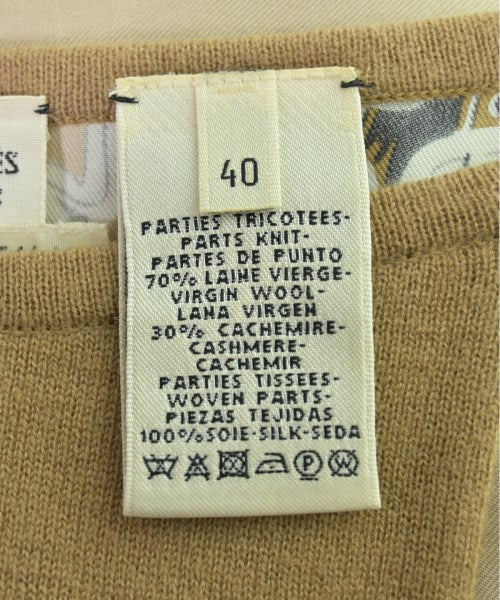 ES
40
PARTIES TRICOTEES-
PARTS KNIT-
PARTES DE PUNTO
70% LAINE VIERGE-
VIRGIN WOOL-
LANA VIRGEN
30% CACHEMIRE-
CASHMERE-
CACHEMIR
PARTIES TISSEES-
WOVEN PARTS-
PIEZAS TEJIDAS
100%SOIE-SILK-SEDA
P W